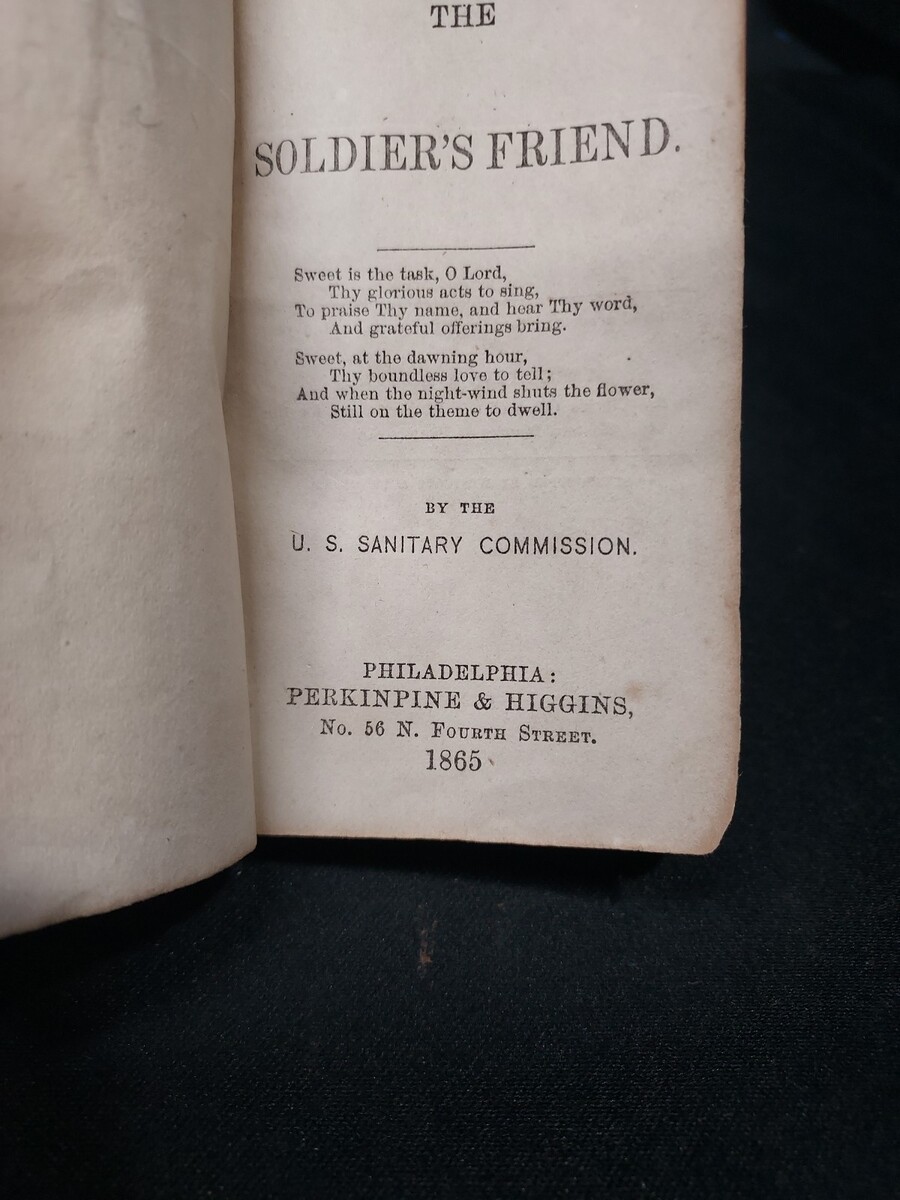 THE
SOLDIER'S FRIEND.
Sweet is the task, O Lord,
Thy glorious acts to sing,
To praise Thy name, and hear Thy word,
And grateful offerings bring.
Sweet, at the dawning hour,
Thy boundless love to tell;
And when the night-wind shuts the flower,
Still on the theme to dwell.
BY THE
U. S. SANITARY COMMISSION.
PHILADELPHIA:
PERKINPINE & HIGGINS,
No. 56 N. Fourth Street.
1865